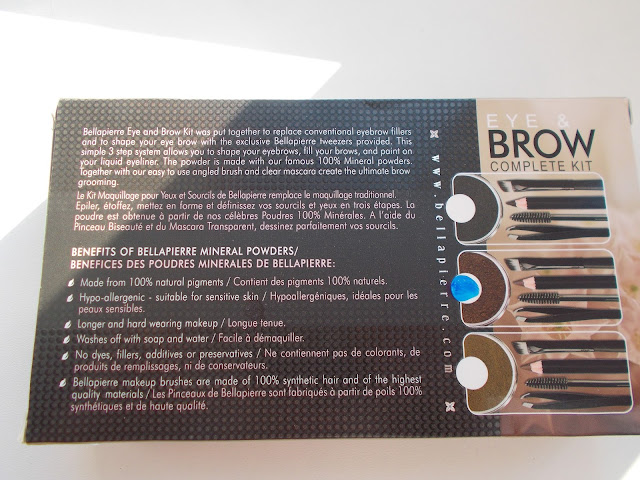 Bellapierre Eye and Brow Kit was put together to replace conventional eyebrow fillers
and to shape your eye brow with the exclusive Bellapierre tweezers provided. This
simple 3 step system allows you to shape your eyebrows, fill your brows, and paint on
your liquid eyeliner. The powder is made with our famous 100% Mineral powders.
Together with our easy to use angled brush and clear mascara create the ultimate brow
grooming.
Le Kit Maquillage pour Yeux et Sourcils de Bellapierre remplace le maquillage traditionnel.
Epiler, étoffez, mettez en forme et définissez vos sourcils et yeux en trois étapes. La
poudre est obtenue à partir de nos célèbres Poudres 100% Minérales. A l'aide du
Pinceau Biseauté et du Mascara Transparent, dessinez parfaitement vos sourcils.
BENEFITS OF BELLAPIERRE MINERAL POWDERS/
BENEFICES DES POUDRES MINERALES DE BELLAPIERRE:
Made from 100% natural pigments / Contient des pigments 100% naturels.
Hypo-allergenic - suitable for sensitive skin / Hypoallergéniques, idéales pour les
peaux sensibles.
Longer and hard wearing makeup / Longue tenue.
Washes off with soap and water / Facile à démaquiller.
No dyes, fillers, additives or preservatives / Ne contiennent pas de colorants, de
produits de remplissages, ni de conservateurs.
Bellapierre makeup brushes are made of 100% synthetic hair and of the highest
quality materials / Les Pinceaux de Bellapierre sont fabriqués à partir de poils 100%
synthétiques et de haute qualité.
www.bellapierre.com
EYE &
BROW
COMPLETE KIT